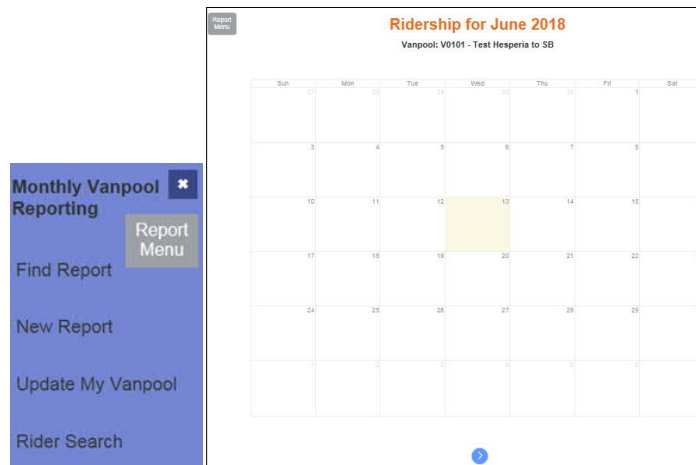 Monthly Vanpool
Reporting
Report
Menu
Find Report
New Report
Update My Vanpool
Rider Search
Report
Menu
Ridership for June 2018
Vanpool: V0101 - Test Hesperia to SB
Sun Mon Tue Wed Thu Fri Sat
27 28 29 30 31 1
3 4 5 6 7 8
10 11 12 13 14 15
17 18 19 20 21 22
24 25 26 27 28 29
1 2 3 4 5 6